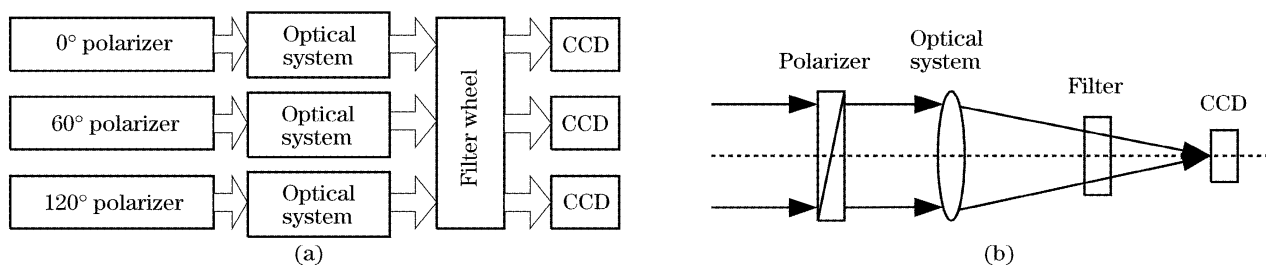 0° polarizer
Optical
system
CCD
60° polarizer
Optical
system
Filter wheel
CCD
120° polarizer
Optical
system
CCD
(a)
Polarizer
Optical
system
Filter
CCD
(b)